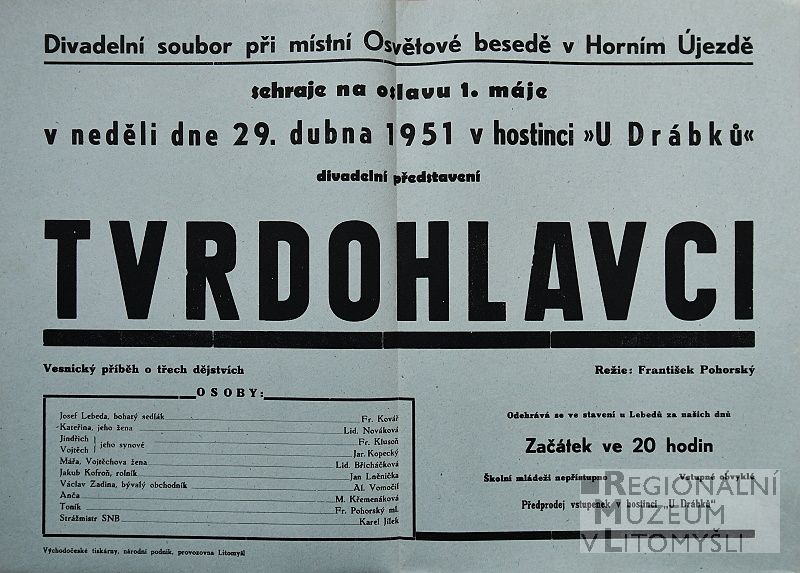 Divadelní soubor při místní Osvětové besedě v Horním Újezdě
sehraje na oslavu 1. máje
v neděli dne 29. dubna 1951 v hostinci »U Drábků«
divadelní představení
TVRDOHLAVCI
Vesnický příběh o třech dějstvích
Režie: František Pohorský
OSOBY:
Josef Lebeda, bohatý sedlák Fr. Kovář
Kateřina, jeho žena Lid. Nováková
Jindřich } jeho synové Fr. Klusoň
Vojtěch } Jar. Kopecký
Mářa, Vojtěchova žena Lid. Břicháčková
Jakub Kofroň, rolník Jan Lněnička
Václav Zadina, bývalý obchodník Al. Vomočil
Anča M. Křemenáková
Toník Fr. Pohorský ml.
Strážmistr SNB Karel Jílek
Odehrává se ve stavení u Lebedů za našich dnů
Začátek ve 20 hodin
Školní mládeži nepřístupno Vstupné obvyklé
Předprodej vstupenek v hostinci „U Drábků"
Východočeské tiskárny, národní podnik, provozovna Litomyšl
REGIONÁLNÍ
MUZEUM
V LITOMYŠLI